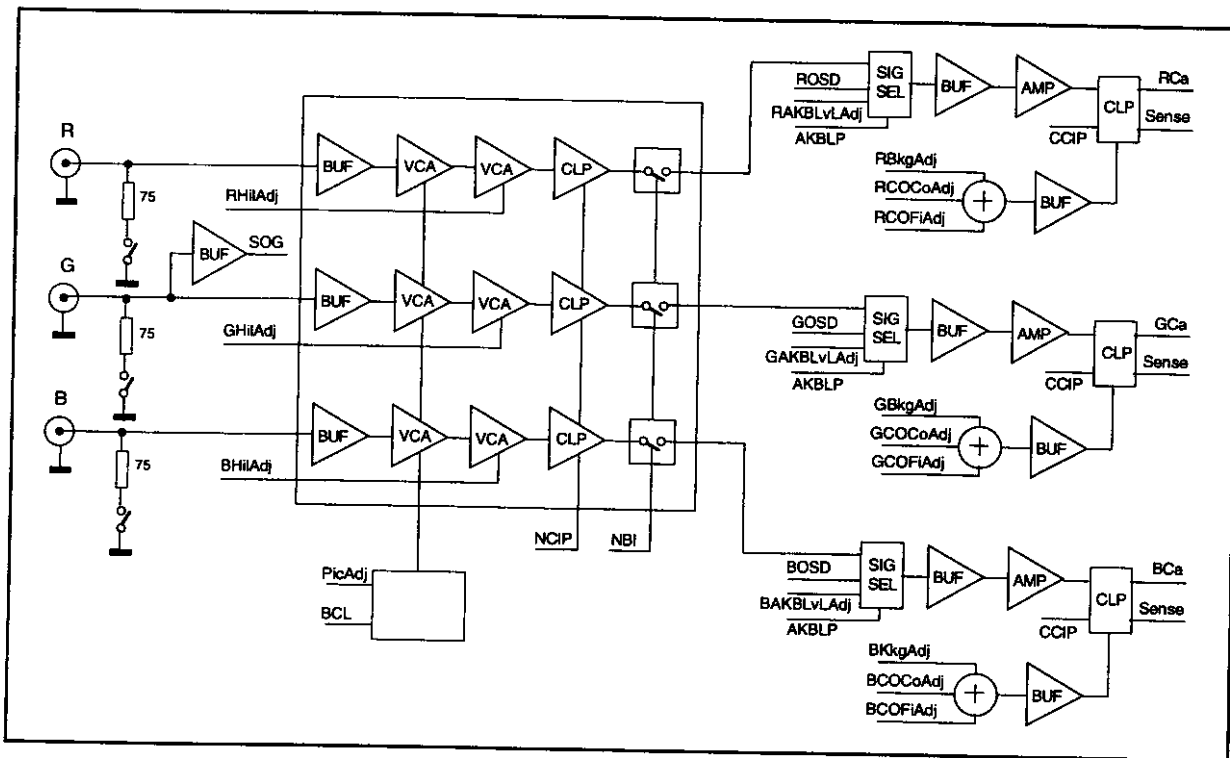 R
75
BUF
SOG
G
75
B
75
BUF
VCA
VCA
CLP
RHilAdj
BUF
VCA
VCA
CLP
GHilAdj
BUF
VCA
VCA
CLP
BHilAdj
NCIP
NBI
PicAdj
BCL
ROSD
RAKBLvLAdj
AKBLP
SIG
SEL
BUF
AMP
CLP
RCa
Sense
CCIP
RBkgAdj
RCOCoAdj
RCOFiAdj
+
BUF
GOSD
GAKBLvLAdj
AKBLP
SIG
SEL
BUF
AMP
CLP
GCa
Sense
CCIP
GBkgAdj
GCOCoAdj
GCOFiAdj
+
BUF
BOSD
BAKBLvLAdj
AKBLP
SIG
SEL
BUF
AMP
CLP
BCa
Sense
CCIP
BKkgAdj
BCOCoAdj
BCOFiAdj
+
BUF